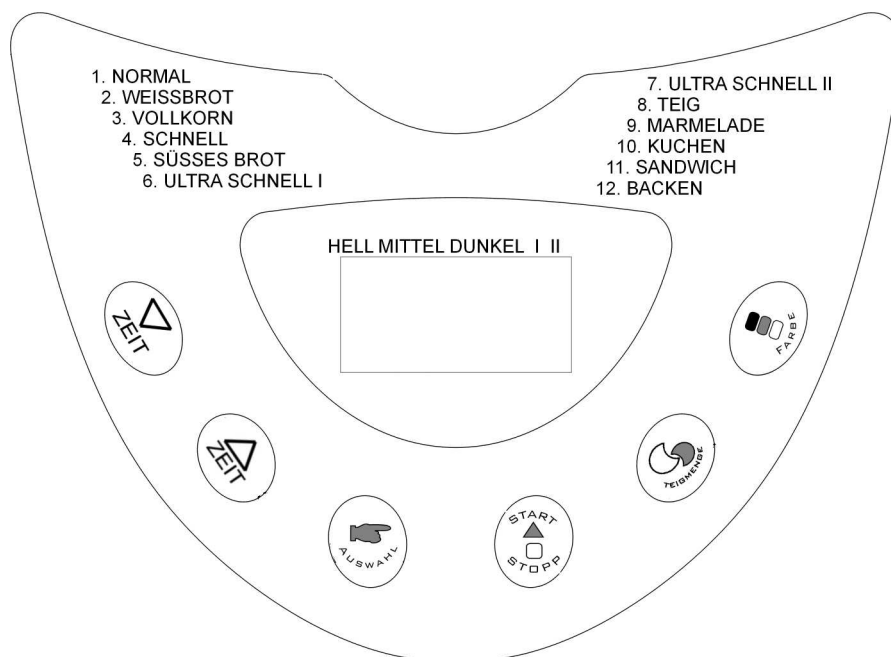 1. NORMAL
2. WEISSBROT
3. VOLLKORN
4. SCHNELL
5. SÜSSES BROT
6. ULTRA SCHNELL I
7. ULTRA SCHNELL II
8. TEIG
9. MARMELADE
10. KUCHEN
11. SANDWICH
12. BACKEN
HELL MITTEL DUNKEL I II
ZEIT
FARBE
ZEIT
TEIGMENGE
AUSWAHL
START
STOPP